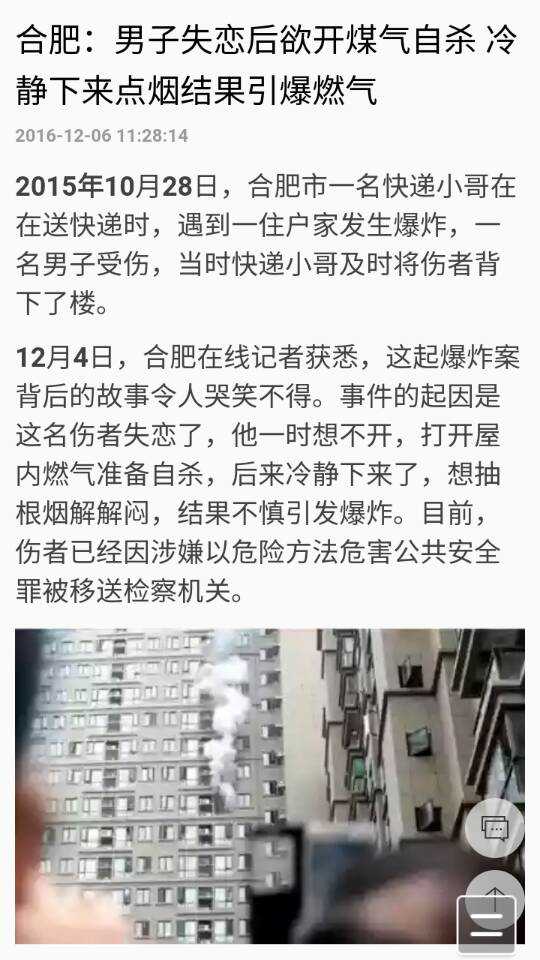 合肥：男子失恋后欲开煤气自杀 冷
静下来点烟结果引爆燃气
2016-12-06 11:28:14
2015年10月28日，合肥市一名快递小哥在
在送快递时，遇到一住户家发生爆炸，一
名男子受伤，当时快递小哥及时将伤者背
下了楼。
12月4日，合肥在线记者获悉，这起爆炸案
背后的故事令人哭笑不得。事件的起因是
这名伤者失恋了，他一时想不开，打开屋
内燃气准备自杀，后来冷静下来了，想抽
根烟解解闷，结果不慎引发爆炸。目前，
伤者已经因涉嫌以危险方法危害公共安全
罪被移送检察机关。